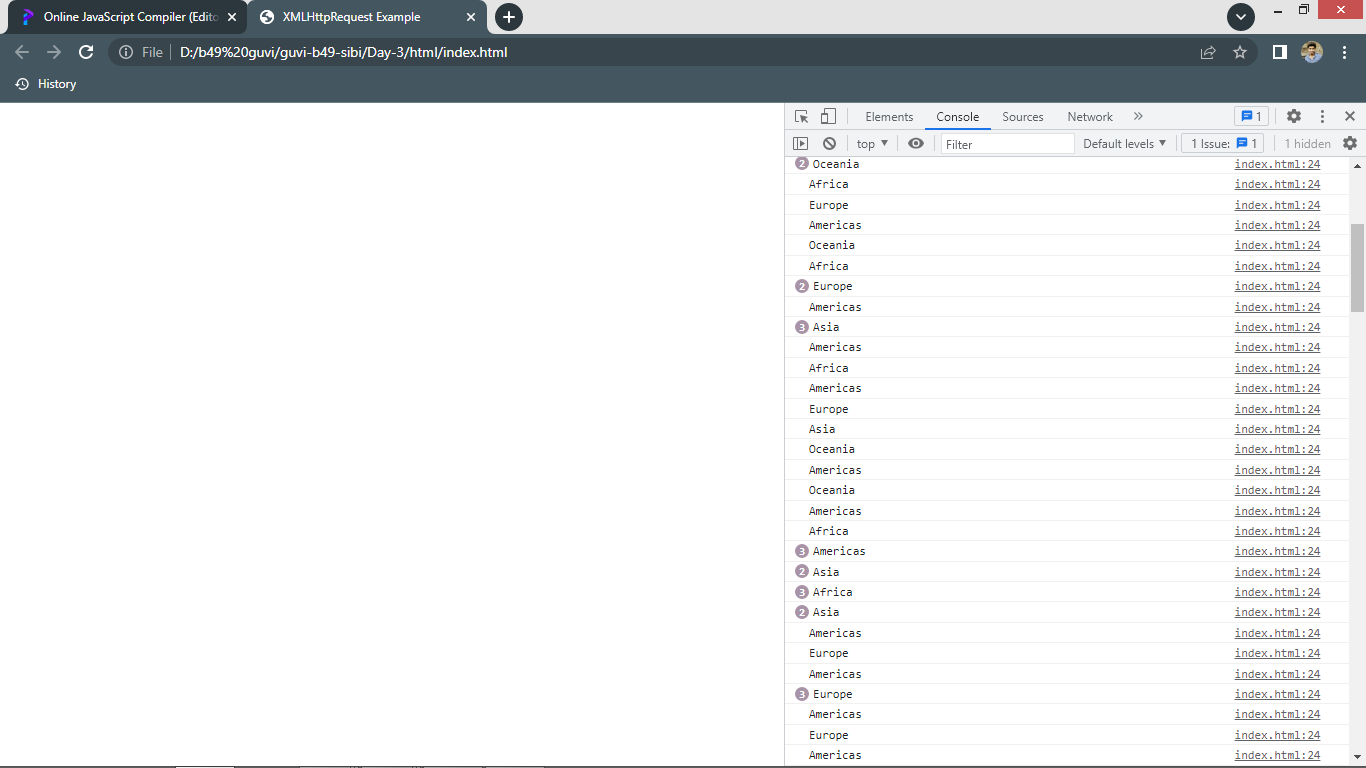 Online JavaScript Compiler (Edito
XMLHttpRequest Example
File
D:/b49%20guvi/guvi-b49-sibi/Day-3/html/index.html
History
Elements Console Sources Network » 1
top ▼ Filter Default levels ▼ 1 Issue: 1 1 hidden
2 Oceania index.html:24
Africa index.html:24
Europe index.html:24
Americas index.html:24
Oceania index.html:24
Africa index.html:24
2 Europe index.html:24
Americas index.html:24
3 Asia index.html:24
Americas index.html:24
Africa index.html:24
Americas index.html:24
Europe index.html:24
Asia index.html:24
Oceania index.html:24
Americas index.html:24
Oceania index.html:24
Americas index.html:24
Africa index.html:24
3 Americas index.html:24
2 Asia index.html:24
3 Africa index.html:24
2 Asia index.html:24
Americas index.html:24
Europe index.html:24
Americas index.html:24
3 Europe index.html:24
Americas index.html:24
Europe index.html:24
Americas index.html:24